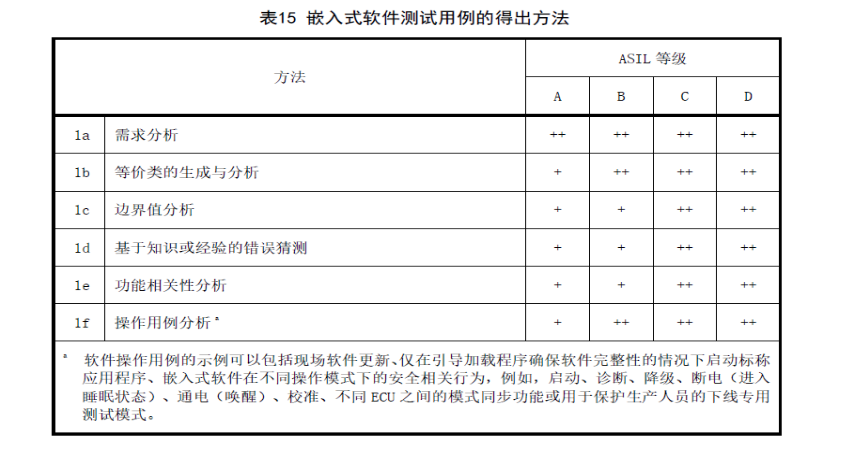 表15 嵌入式软件测试用例的得出方法
方法 ASIL 等级
A B C D
1a 需求分析 ++ ++ ++ ++
1b 等价类的生成与分析 + ++ ++ ++
1c 边界值分析 + + ++ ++
1d 基于知识或经验的错误猜测 + + ++ ++
1e 功能相关性分析 + + ++ ++
1f 操作用例分析 a + ++ ++ ++
a 软件操作用例的示例可以包括现场软件更新、仅在引导加载程序确保软件完整性的情况下启动标称
应用程序、嵌入式软件在不同操作模式下的安全相关行为，例如，启动、诊断、降级、断电（进入
睡眠状态）、通电（唤醒）、校准、不同 ECU 之间的模式同步功能或用于保护生产人员的下线专用
测试模式。